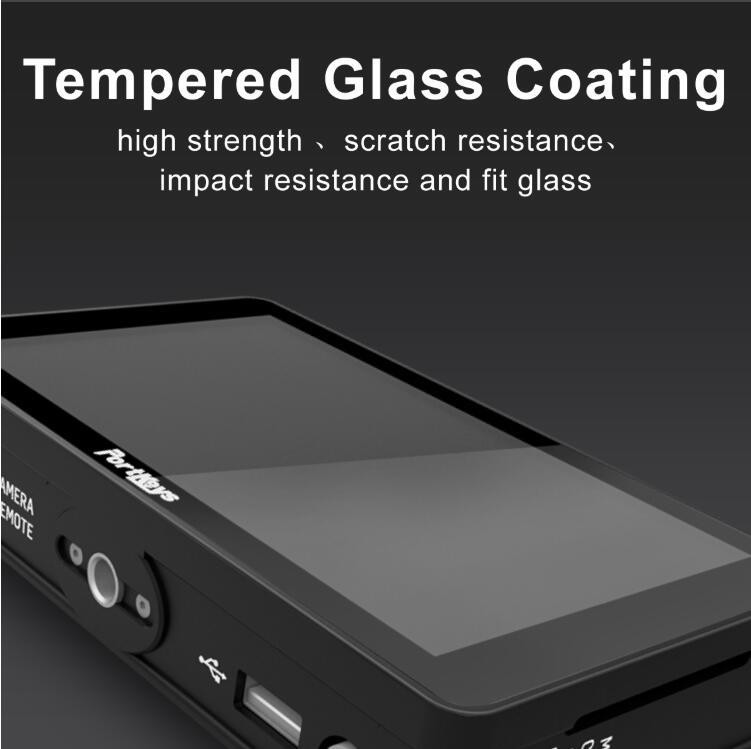 Tempered Glass Coating
high strength 、 scratch resistance、
impact resistance and fit glass
PortKeys
AMERA
EMOTE